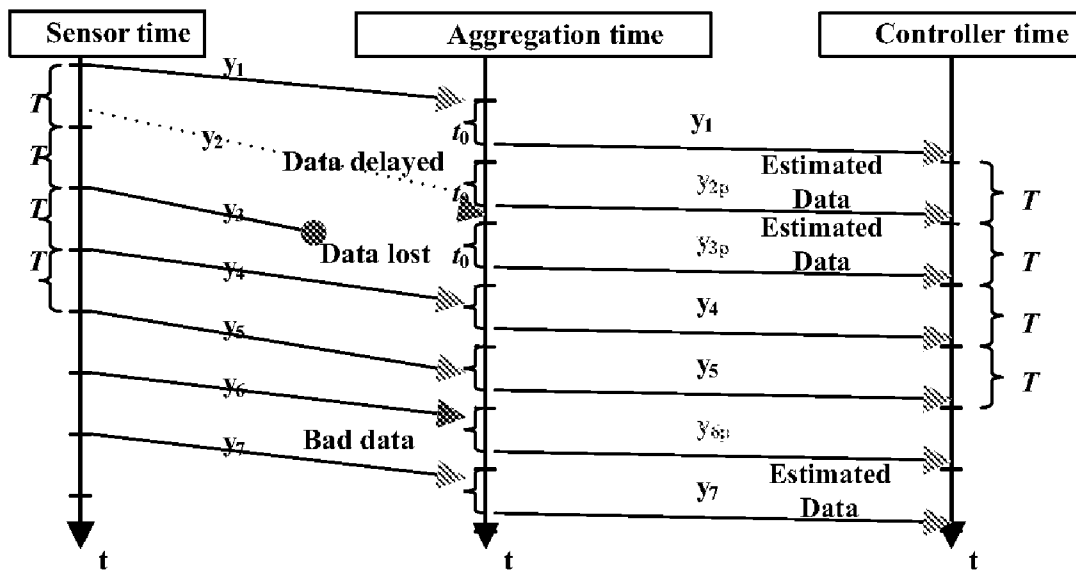 Sensor time
Aggregation time
Controller time
y1
T
t0
y1
y2
Data delayed
Estimated
Data
T
y2p
t0
T
T
y3
Estimated
Data
Data lost
y3p
t0
T
T
y4
y4
T
y5
y5
T
y6
y6p
Bad data
y7
Estimated
Data
y7
t
t
t